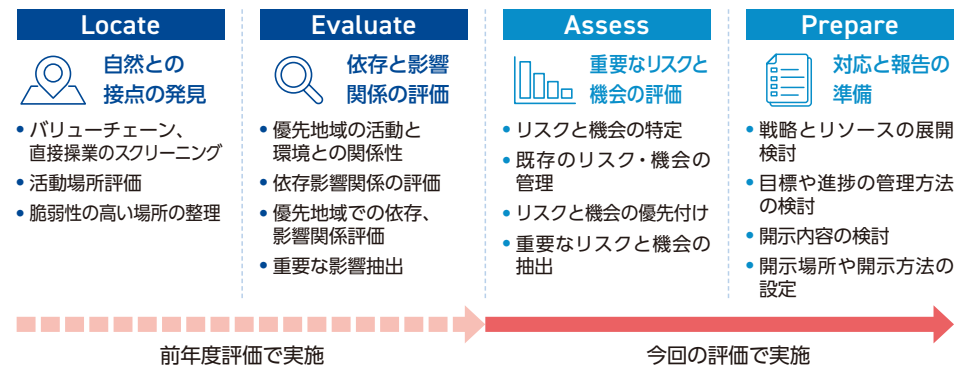 Locate
自然との
接点の発見
• バリューチェーン、
直接操業のスクリーニング
• 活動場所評価
• 脆弱性の高い場所の整理
Evaluate
依存と影響
関係の評価
• 優先地域の活動と
環境との関係性
• 依存影響関係の評価
• 優先地域での依存、
影響関係評価
• 重要な影響抽出
Assess
重要なリスクと
機会の評価
• リスクと機会の特定
• 既存のリスク・機会の
管理
• リスクと機会の優先付け
• 重要なリスクと機会の
抽出
Prepare
対応と報告の
準備
• 戦略とリソースの展開
検討
• 目標や進捗の管理方法
の検討
• 開示内容の検討
• 開示場所や開示方法の
設定
前年度評価で実施
今回の評価で実施